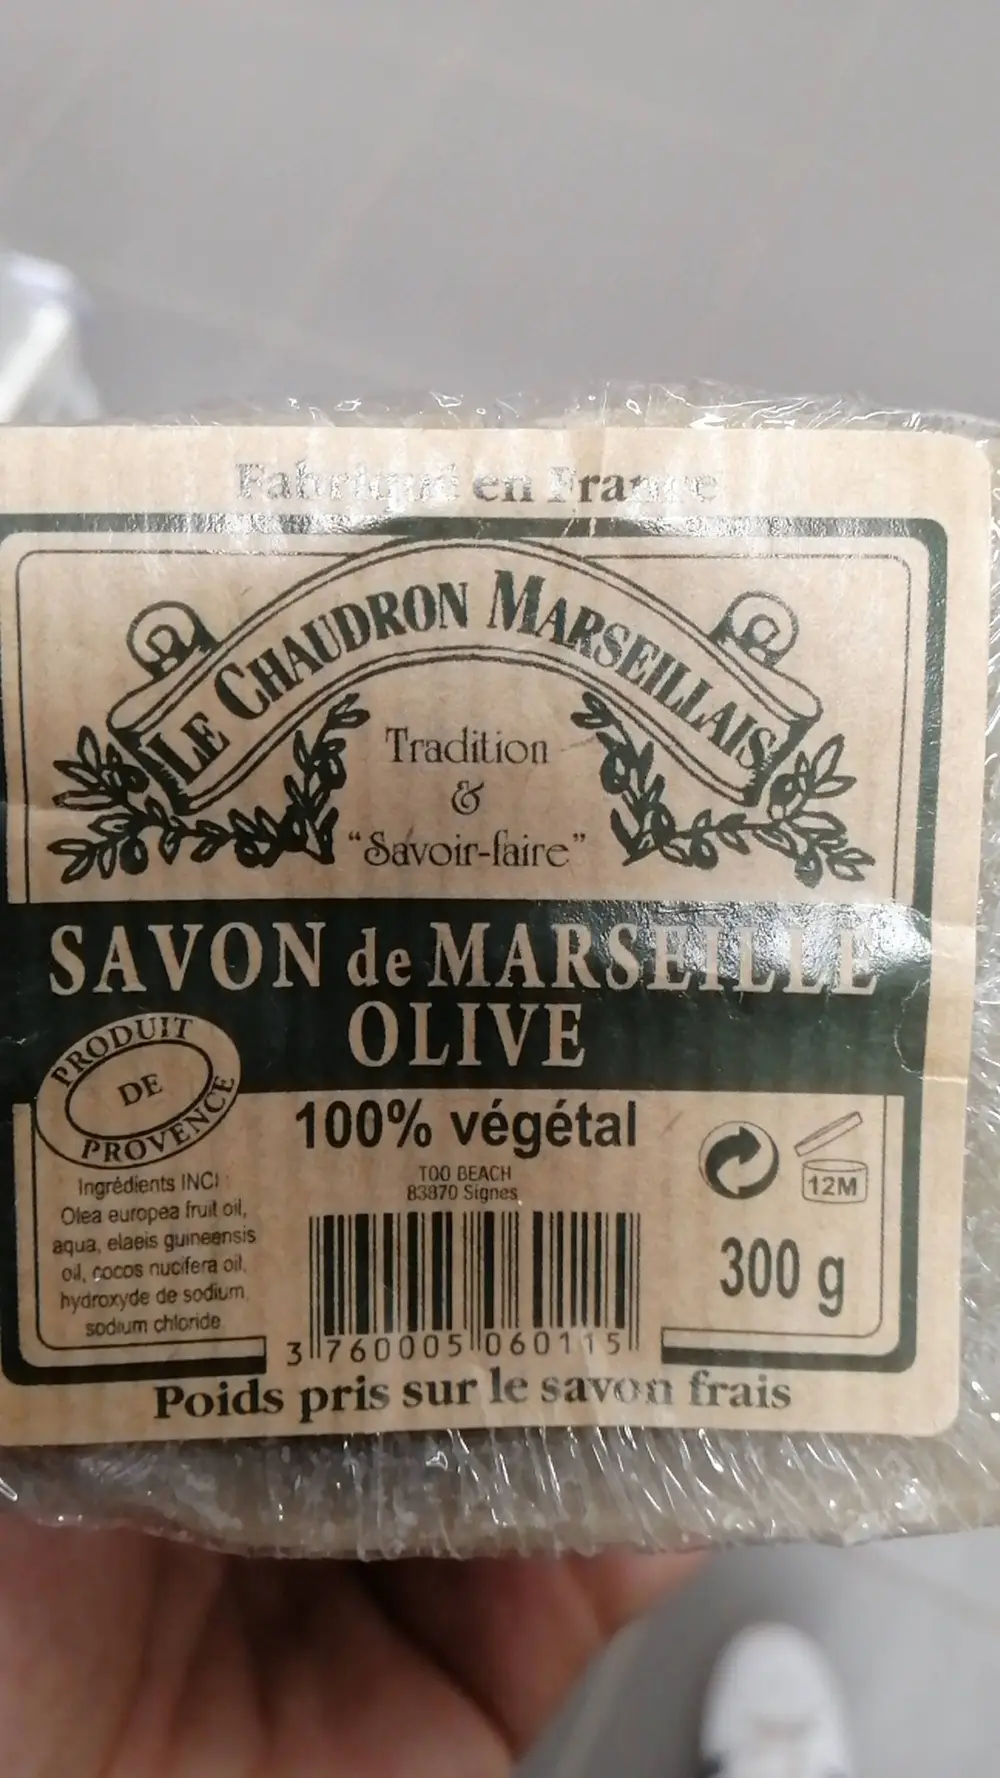 Fabriqué en France
LE CHAUDRON MARSEILLAIS
Tradition
&
"Savoir-faire"
SAVON de MARSEILLE
OLIVE
PRODUIT
DE
PROVENCE
100% végétal
TOO BEACH
83870 Signes
12M
Ingrédients INCI :
Olea europea fruit oil,
aqua, elaeis guineensis
oil, cocos nucifera oil,
hydroxyde de sodium,
sodium chloride
300 g
3 760005 060115
Poids pris sur le savon frais